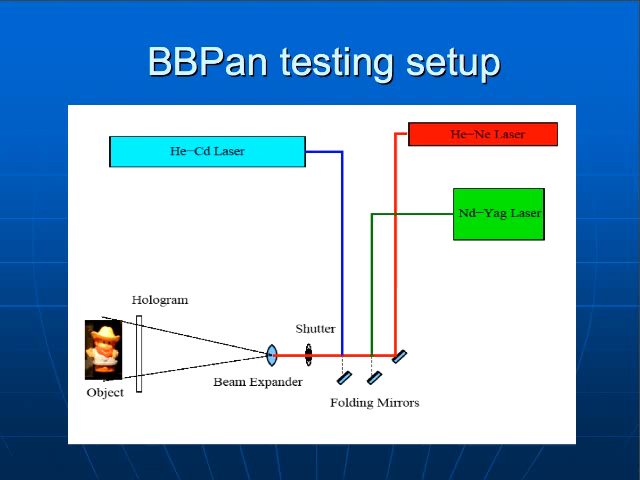 BBPan testing setup
He-Ne Laser
He-Cd Laser
Nd-Yag Laser
Hologram
Shutter
Beam Expander
Object
Folding Mirrors